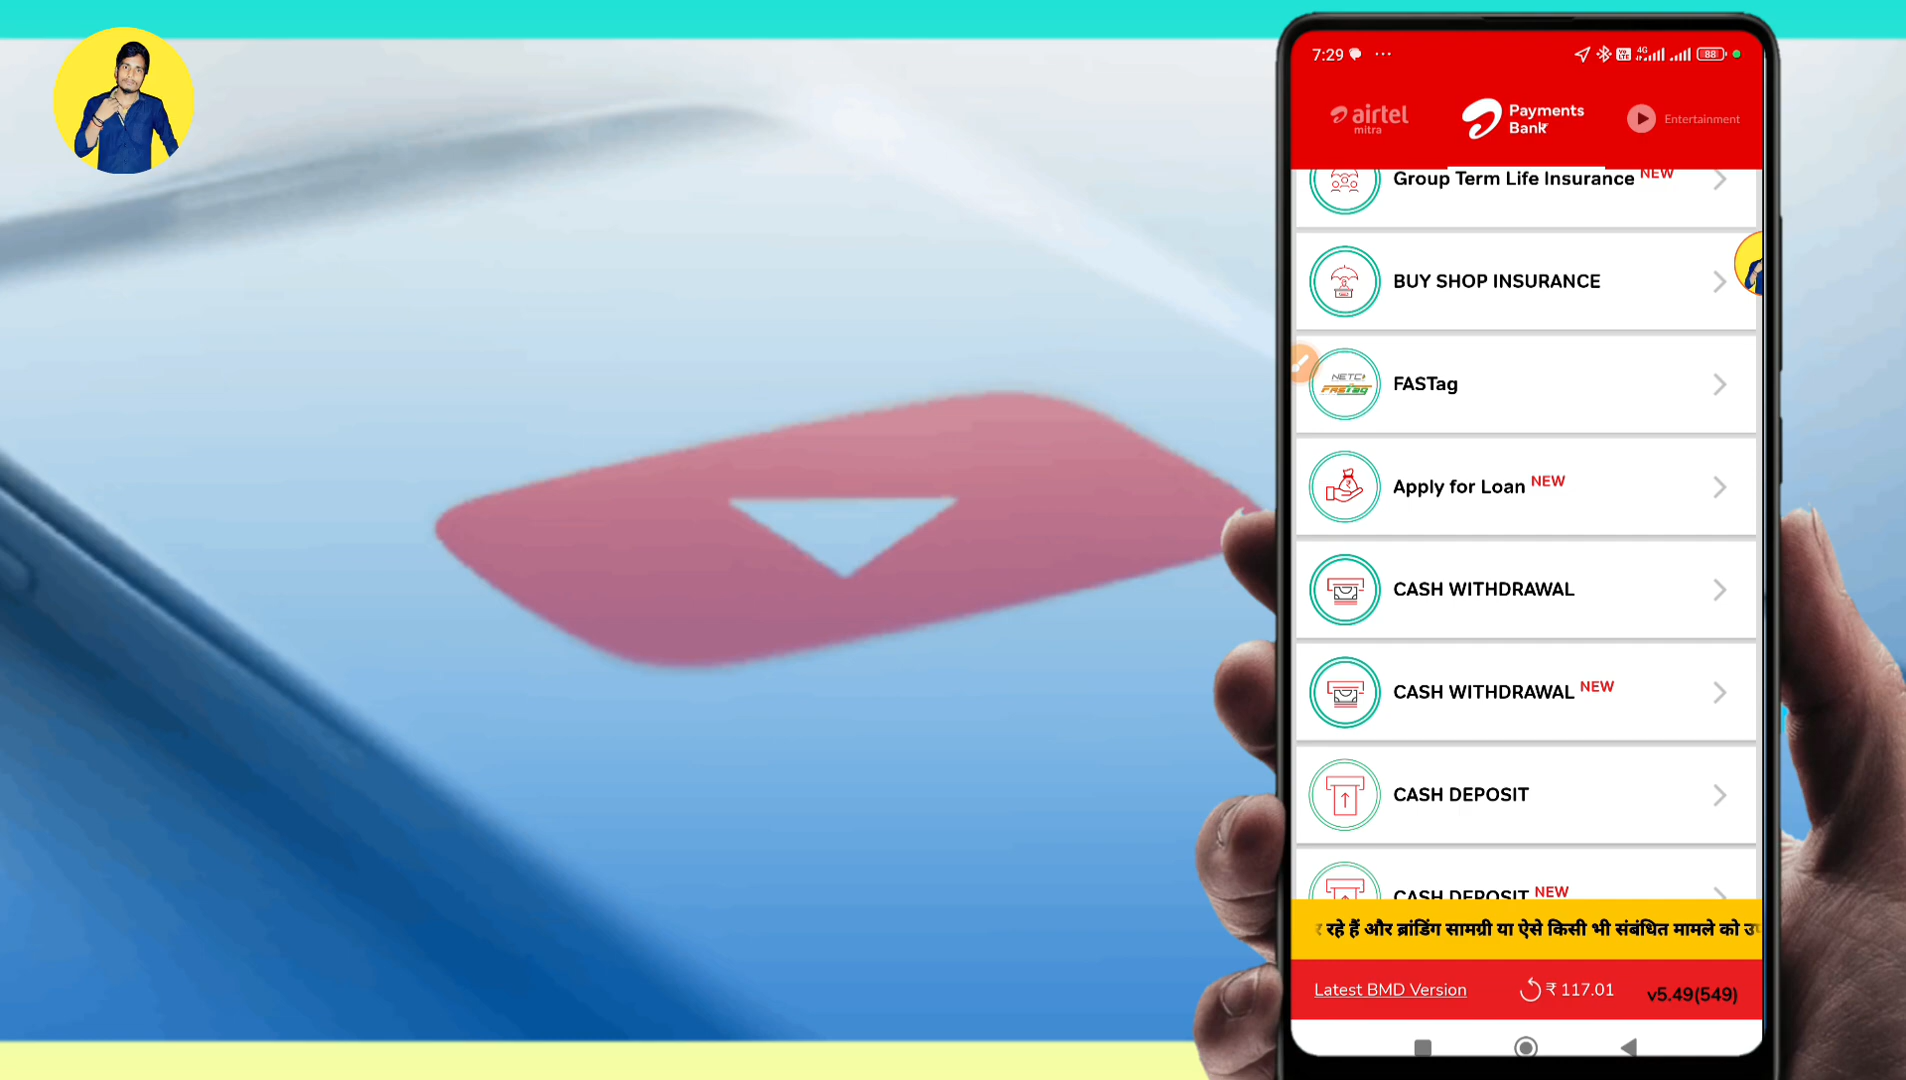 7:29
4G
88
airtel
mitra
Payments
Bank
Entertainment
Group Term Life Insurance NEW
BUY SHOP INSURANCE
NETC
FASTag
FASTag
Apply for Loan NEW
CASH WITHDRAWAL
CASH WITHDRAWAL NEW
CASH DEPOSIT
CASH DEPOSIT NEW
रहे हैं और ब्रांडिंग सामग्री या ऐसे किसी भी संबंधित मामले को
Latest BMD Version
₹ 117.01
v5.49(549)